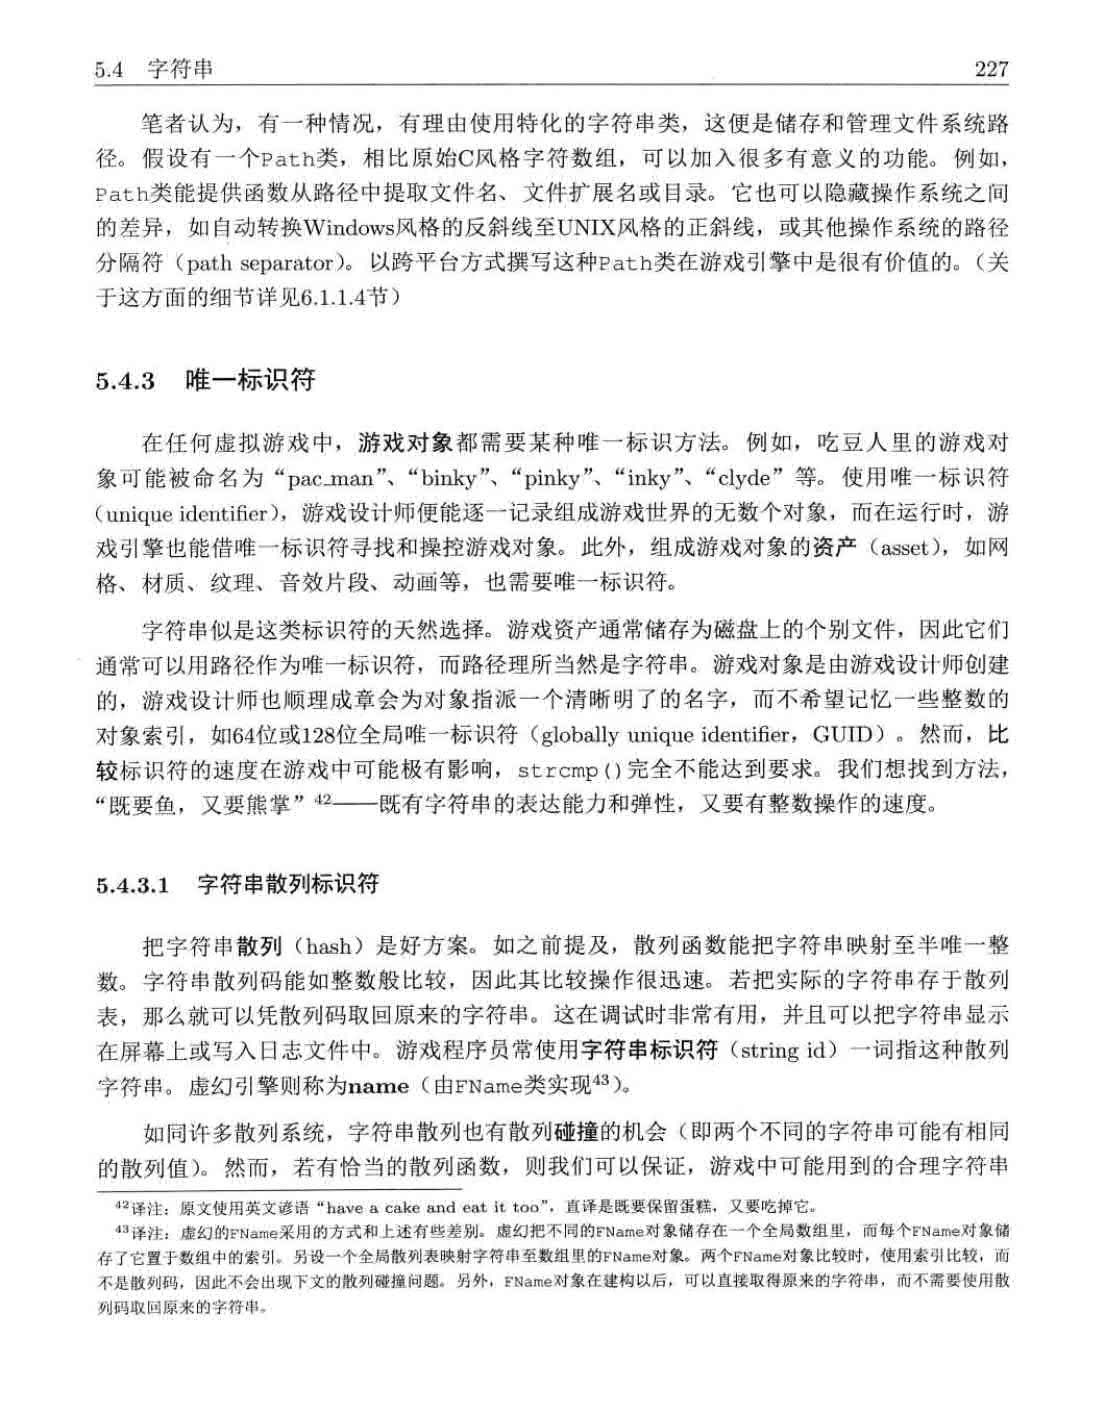 5.4 字符串 227
笔者认为，有一种情况，有理由使用特化的字符串类，这便是储存和管理文件系统路
径。假设有一个Path类，相比原始C风格字符数组，可以加入很多有意义的功能。例如，
Path类能提供函数从路径中提取文件名、文件扩展名或目录。它也可以隐藏操作系统之间
的差异，如自动转换Windows风格的反斜线至UNIX风格的正斜线，或其他操作系统的路径
分隔符（path separator）。以跨平台方式撰写这种Path类在游戏引擎中是很有价值的。（关
于这方面的细节详见6.1.1.4节）
5.4.3 唯一标识符
在任何虚拟游戏中，游戏对象都需要某种唯一标识方法。例如，吃豆人里的游戏对
象可能被命名为“pac_man”、“binky”、“pinky”、“inky”、“clyde”等。使用唯一标识符
（unique identifier），游戏设计师便能逐一记录组成游戏世界的无数个对象，而在运行时，游
戏引擎也能借唯一标识符寻找和操控游戏对象。此外，组成游戏对象的资产（asset），如网
格、材质、纹理、音效片段、动画等，也需要唯一标识符。
字符串似是这类标识符的天然选择。游戏资产通常储存为磁盘上的个别文件，因此它们
通常可以用路径作为唯一标识符，而路径理所当然是字符串。游戏对象是由游戏设计师创建
的，游戏设计师也顺理成章会为对象指派一个清晰明了的名字，而不希望记忆一些整数的
对象索引，如64位或128位全局唯一标识符（globally unique identifier，GUID）。然而，比
较标识符的速度在游戏中可能极有影响，strcmp()完全不能达到要求。我们想找到方法，
“既要鱼，又要熊掌”42——既有字符串的表达能力和弹性，又要有整数操作的速度。
5.4.3.1 字符串散列标识符
把字符串散列（hash）是好方案。如之前提及，散列函数能把字符串映射至半唯一整
数。字符串散列码能如整数般比较，因此其比较操作很迅速。若把实际的字符串存于散列
表，那么就可以凭散列码取回原来的字符串。这在调试时非常有用，并且可以把字符串显示
在屏幕上或写入日志文件中。游戏程序员常使用字符串标识符（string id）一词指这种散列
字符串。虚幻引擎则称为name（由FName类实现43）。
如同许多散列系统，字符串散列也有散列碰撞的机会（即两个不同的字符串可能有相同
的散列值）。然而，若有恰当的散列函数，则我们可以保证，游戏中可能用到的合理字符串
42译注：原文使用英文谚语“have a cake and eat it too”，直译是既要保留蛋糕，又要吃掉它。
43译注：虚幻的FName采用的方式和上述有些差别。虚幻把不同的FName对象储存在一个全局数组里，而每个FName对象储
存了它置于数组中的索引。另设一个全局散列表映射字符串至数组里的FName对象。两个FName对象比较时，使用索引比较，而
不是散列码，因此不会出现下文的散列碰撞问题。另外，FName对象在建构以后，可以直接取得原来的字符串，而不需要使用散
列码取回原来的字符串。